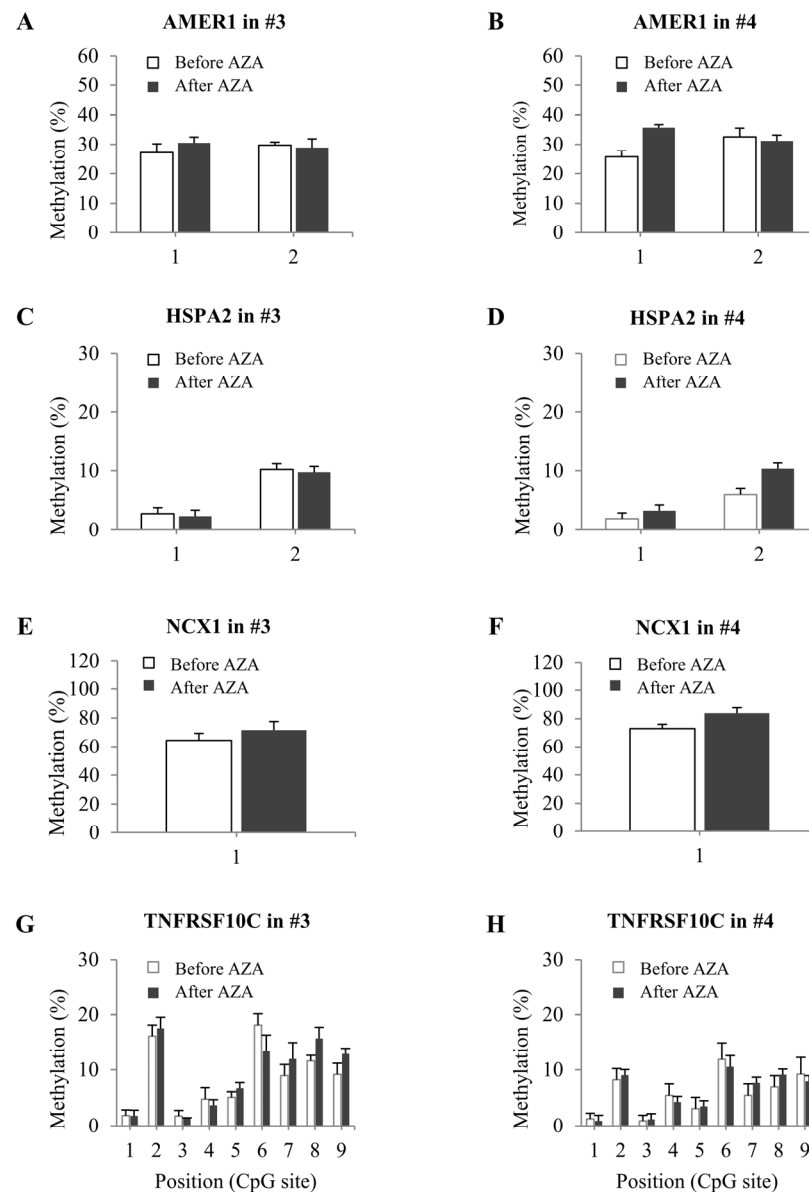 A
AMER1 in #3
Before AZA
After AZA
Methylation (%)
60
50
40
30
20
10
0
1 2
B
AMER1 in #4
Before AZA
After AZA
Methylation (%)
60
50
40
30
20
10
0
1 2
C
HSPA2 in #3
Before AZA
After AZA
Methylation (%)
30
20
10
0
1 2
D
HSPA2 in #4
Before AZA
After AZA
Methylation (%)
30
20
10
0
1 2
E
NCX1 in #3
Before AZA
After AZA
Methylation (%)
120
100
80
60
40
20
0
1
F
NCX1 in #4
Before AZA
After AZA
Methylation (%)
120
100
80
60
40
20
0
1
G
TNFRSF10C in #3
Before AZA
After AZA
Methylation (%)
30
20
10
0
1 2 3 4 5 6 7 8 9
Position (CpG site)
H
TNFRSF10C in #4
Before AZA
After AZA
Methylation (%)
30
20
10
0
1 2 3 4 5 6 7 8 9
Position (CpG site)